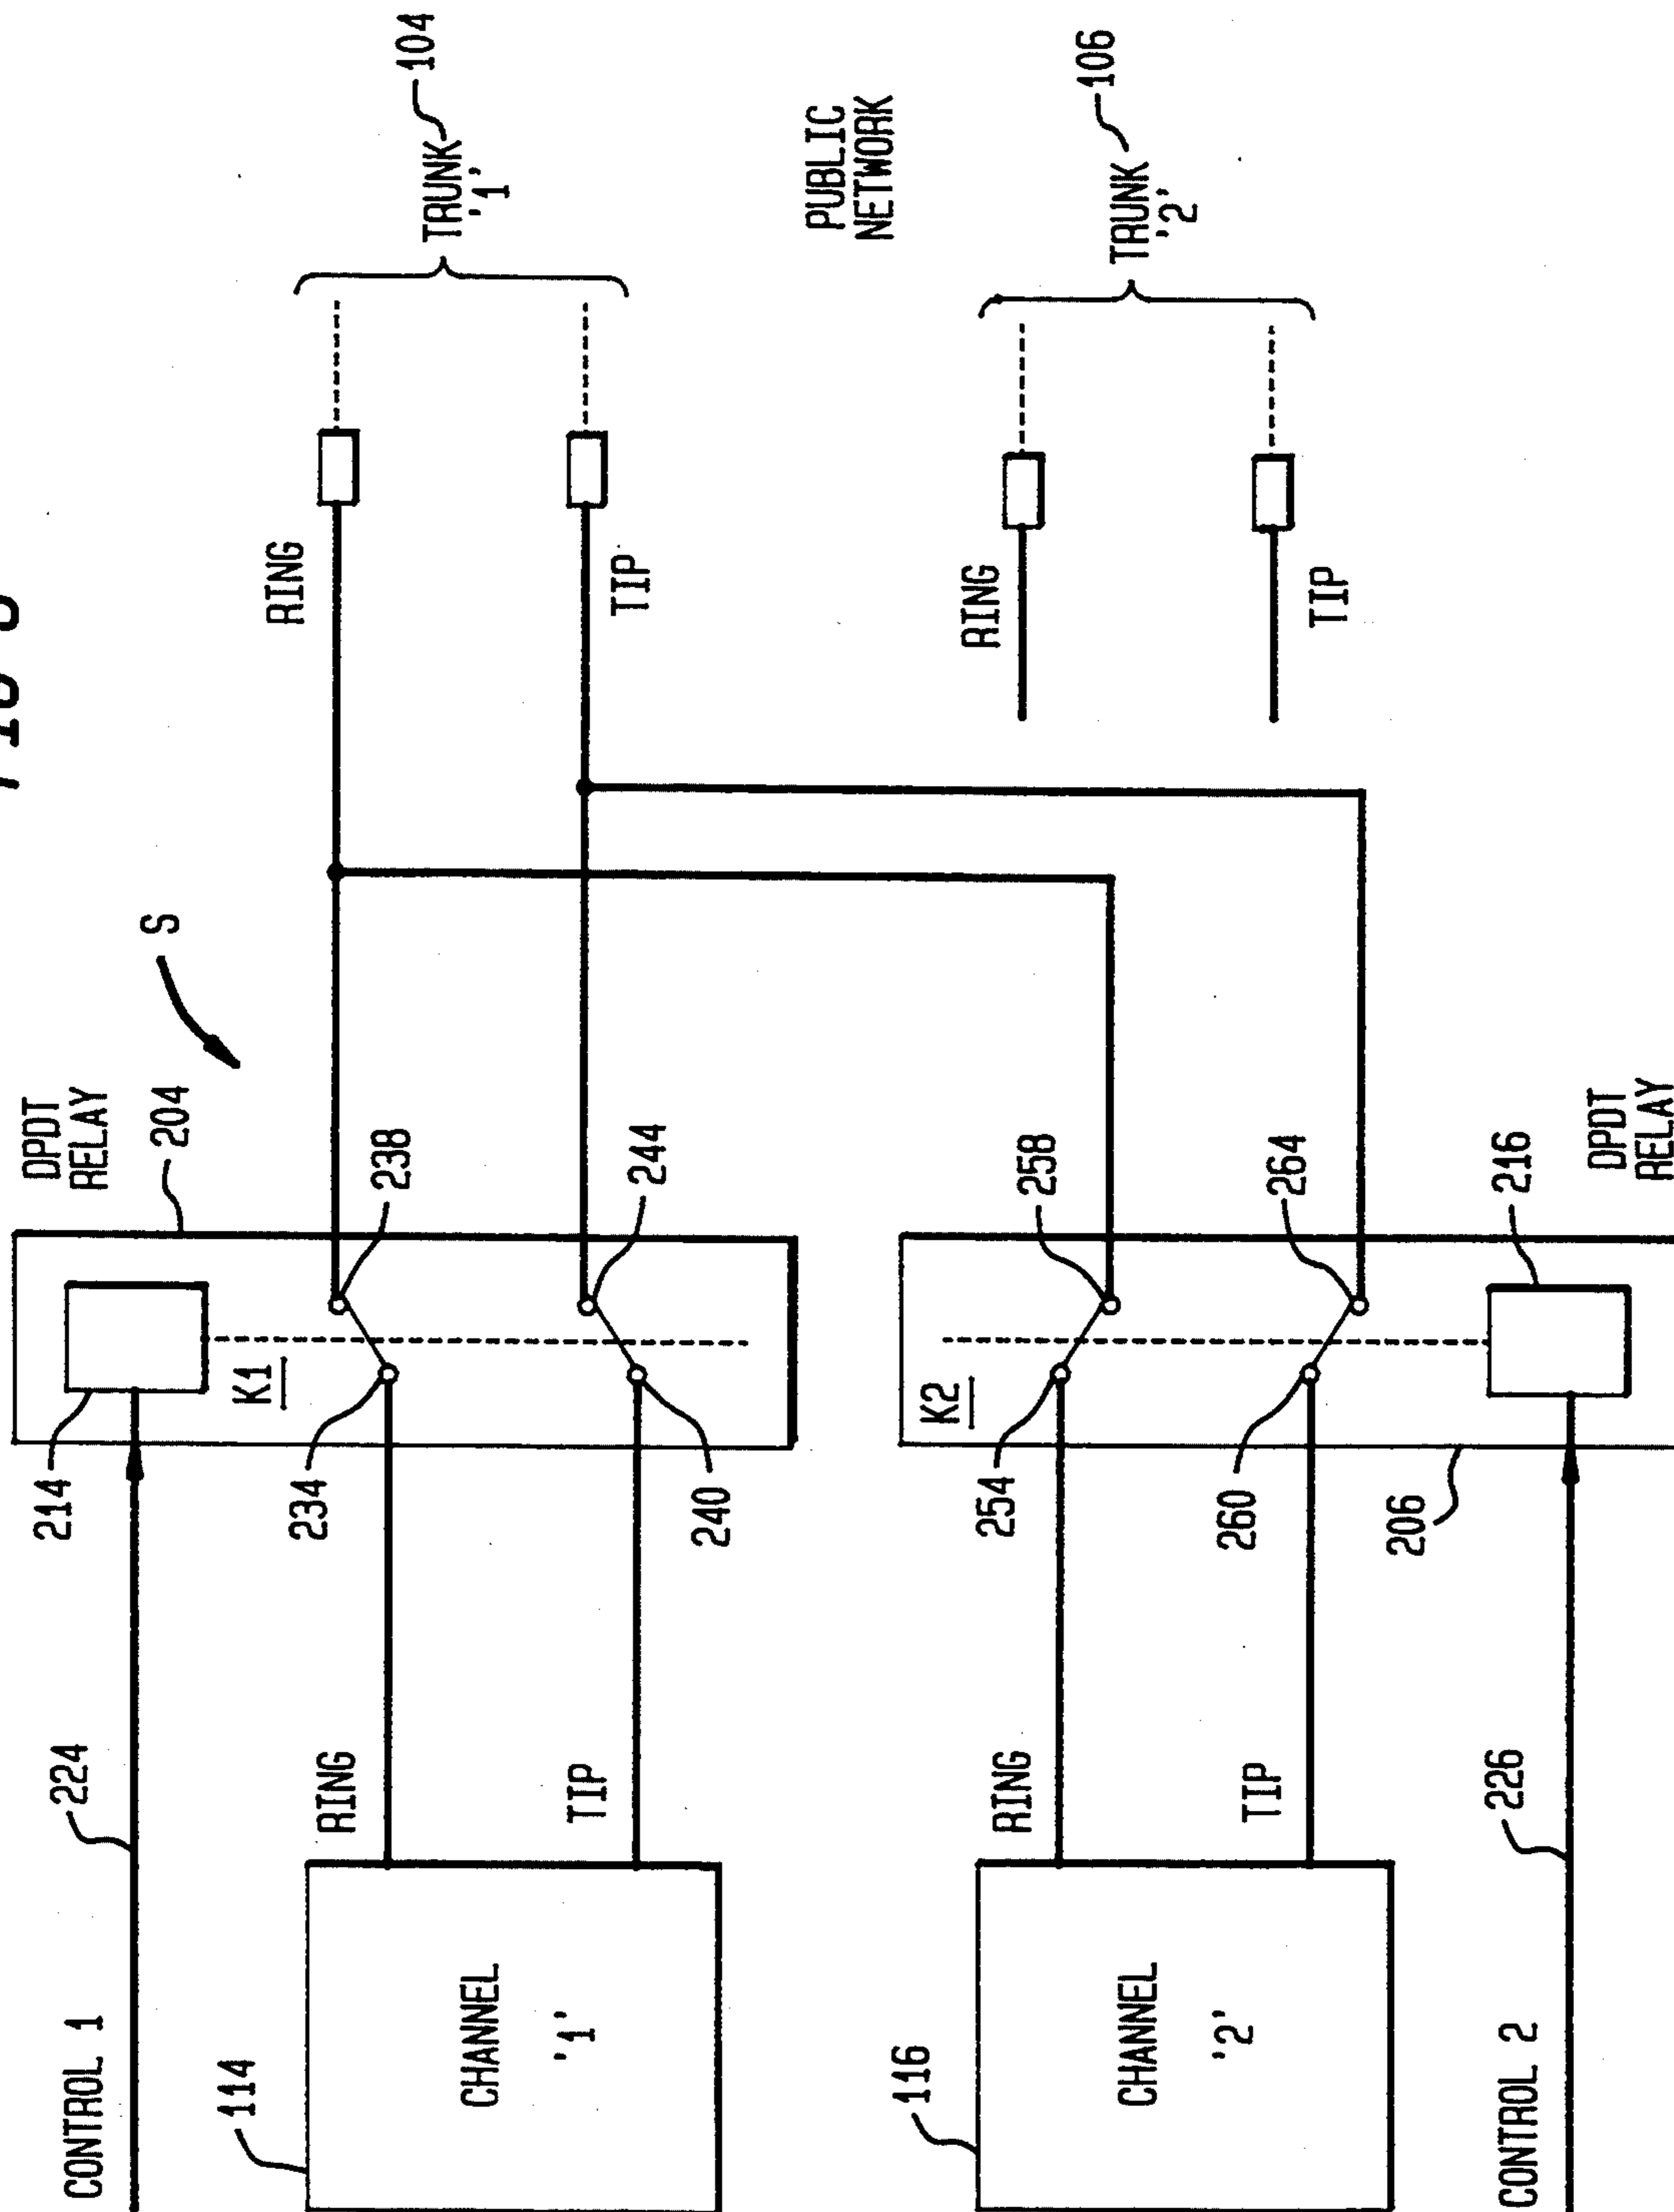 DPDT
RELAY
204
S
CONTROL 1
224
214
K1
RING
238
RING
TRUNK
'1'
104
234
114
CHANNEL
'1'
TIP
244
TIP
240
PUBLIC
NETWORK
116
CHANNEL
'2'
RING
254
K2
258
RING
TRUNK
'2'
106
TIP
260
264
TIP
206
CONTROL 2
226
216
DPDT
RELAY